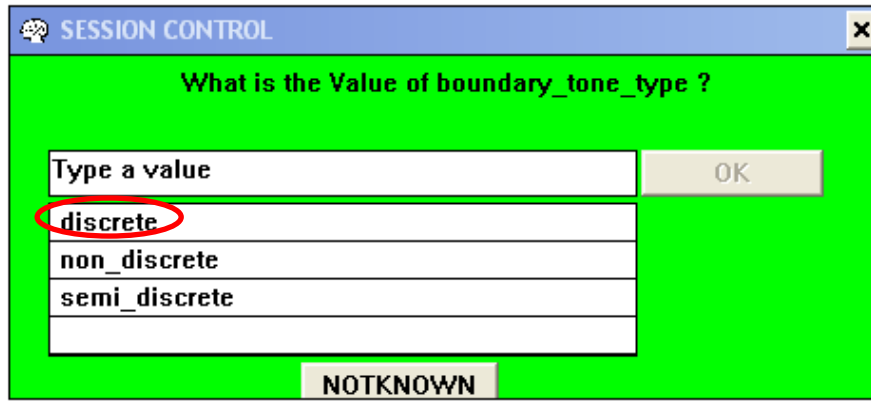 SESSION CONTROL
What is the Value of boundary_tone_type ?
Type a value
OK
discrete
non_discrete
semi_discrete
NOTKNOWN